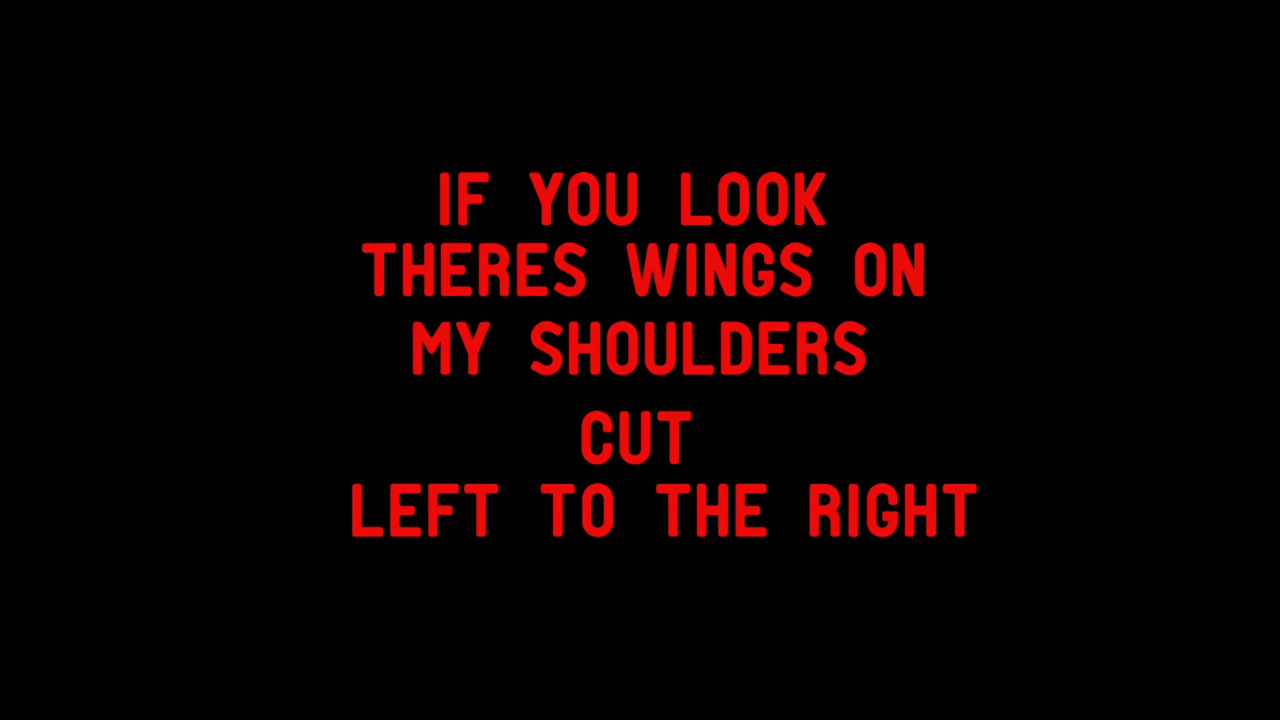 IF YOU LOOK
THERES WINGS ON
MY SHOULDERS
CUT
LEFT TO THE RIGHT